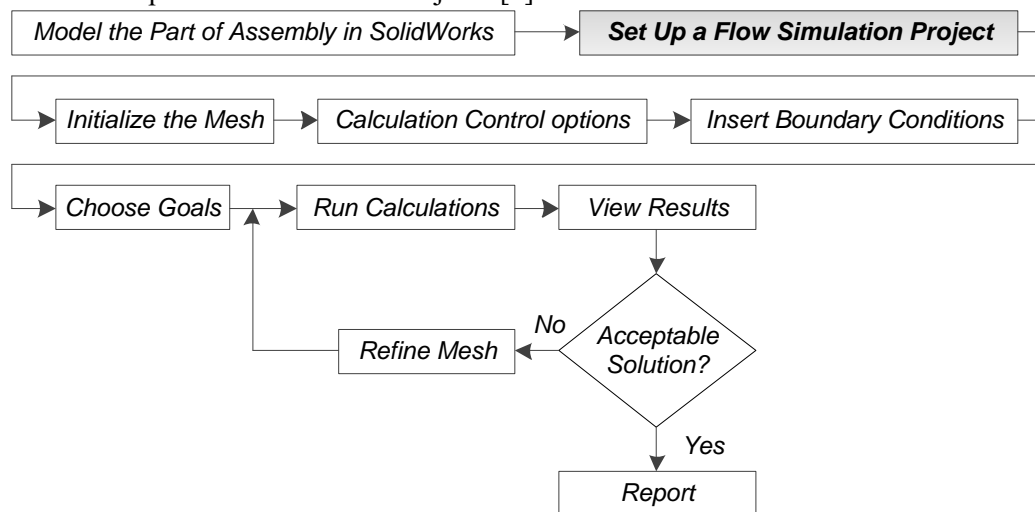 Model the Part of Assembly in SolidWorks
Set Up a Flow Simulation Project
Initialize the Mesh
Calculation Control options
Insert Boundary Conditions
Choose Goals
Run Calculations
View Results
No
Acceptable
Solution?
Refine Mesh
Yes
Report